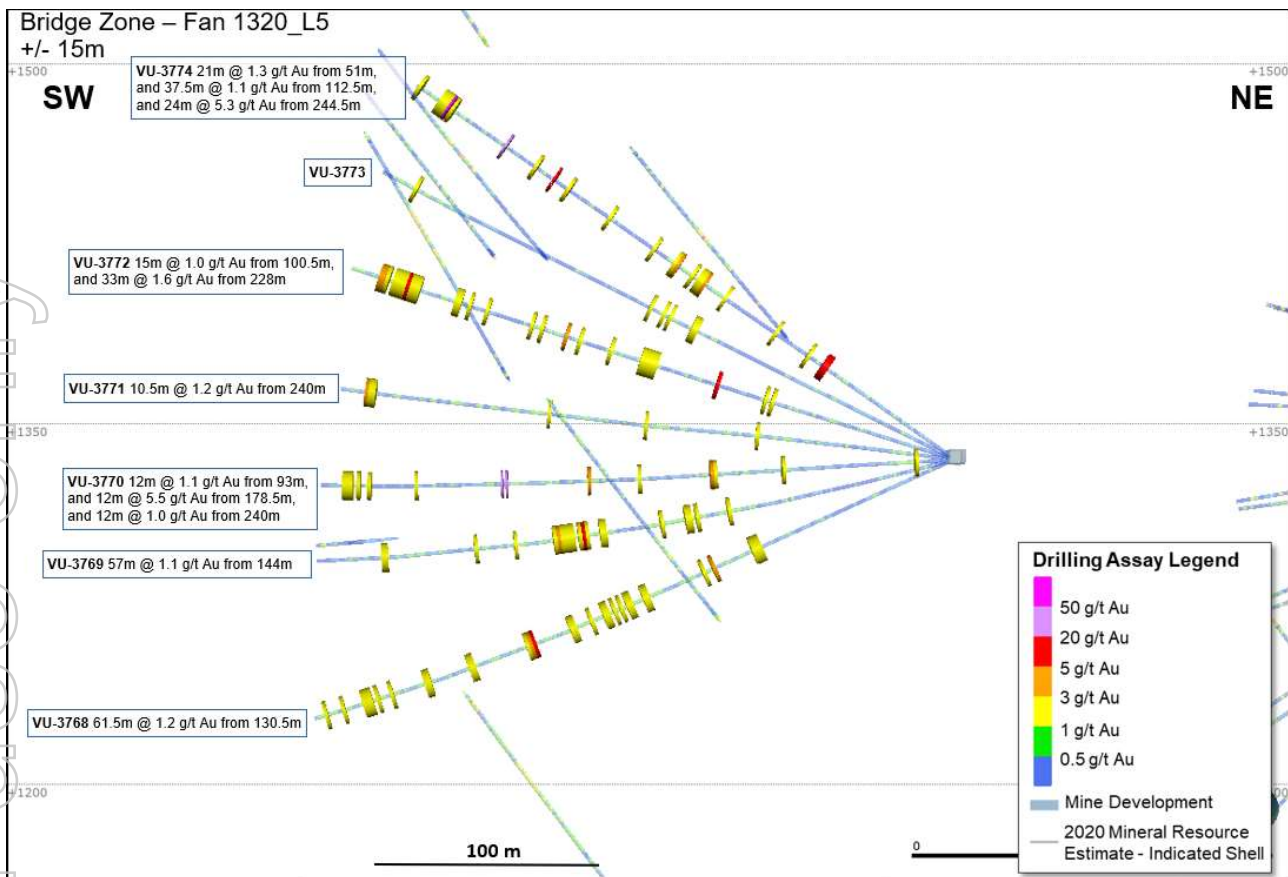 Bridge Zone – Fan 1320_L5
+/- 15m
+1500
+1500
SW
NE
VU-3774 21m @ 1.3 g/t Au from 51m,
and 37.5m @ 1.1 g/t Au from 112.5m,
and 24m @ 5.3 g/t Au from 244.5m
VU-3773
VU-3772 15m @ 1.0 g/t Au from 100.5m,
and 33m @ 1.6 g/t Au from 228m
VU-3771 10.5m @ 1.2 g/t Au from 240m
+1350
+1350
VU-3770 12m @ 1.1 g/t Au from 93m,
and 12m @ 5.5 g/t Au from 178.5m,
and 12m @ 1.0 g/t Au from 240m
VU-3769 57m @ 1.1 g/t Au from 144m
VU-3768 61.5m @ 1.2 g/t Au from 130.5m
+1200
100 m
0
Drilling Assay Legend
50 g/t Au
20 g/t Au
5 g/t Au
3 g/t Au
1 g/t Au
0.5 g/t Au
Mine Development
2020 Mineral Resource
Estimate - Indicated Shell